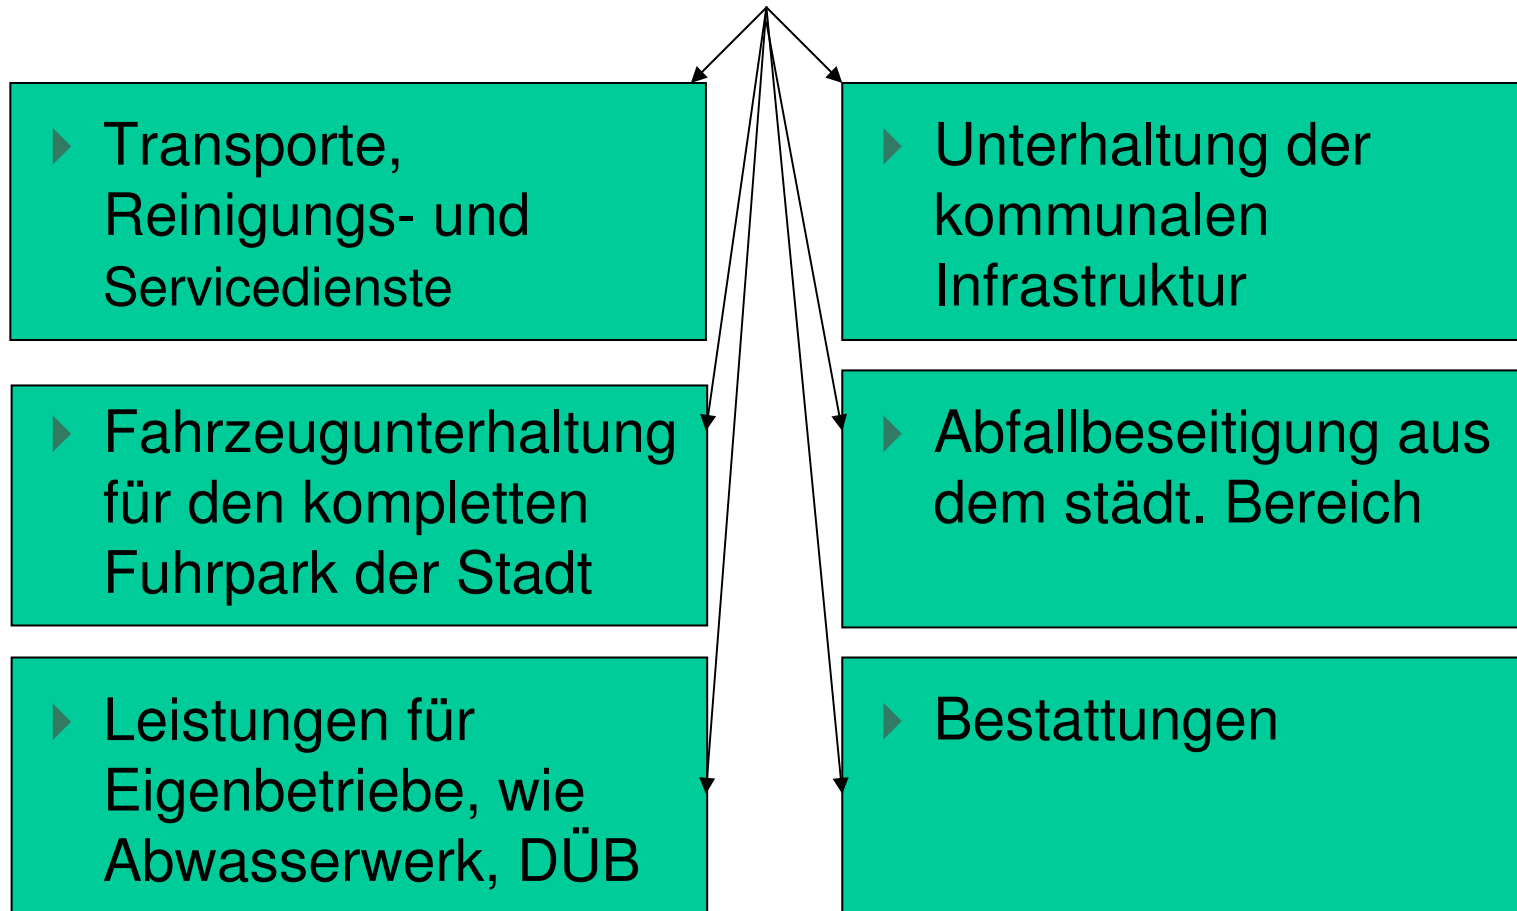 Transporte,
Reinigungs- und
Servicedienste
Unterhaltung der
kommunalen
Infrastruktur
Fahrzeugunterhaltung
für den kompletten
Fuhrpark der Stadt
Abfallbeseitigung aus
dem städt. Bereich
Leistungen für
Eigenbetriebe, wie
Abwasserwerk, DÜB
Bestattungen